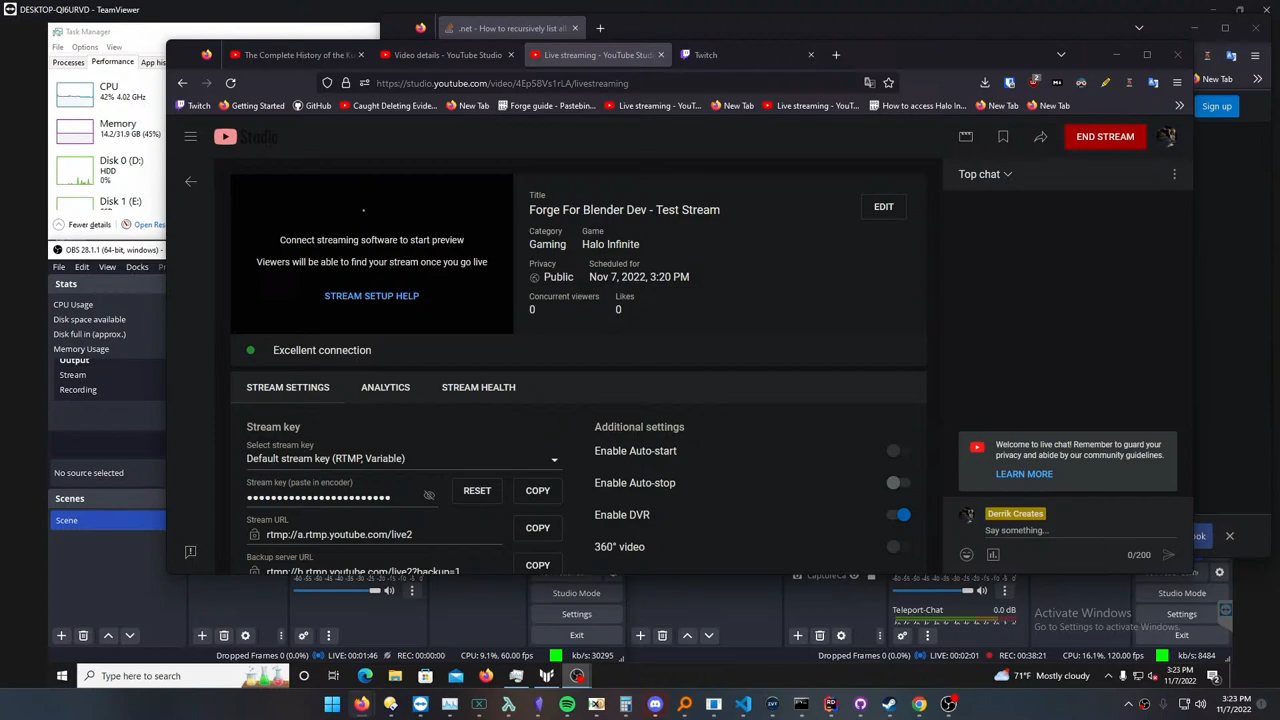 DESKTOP-QI6URVD - TeamViewer
Task Manager
File Options View
Processes Performance App his
CPU
42% 4.02 GHz
Memory
14.2/31.9 GB (45%)
Disk 0 (D:)
HDD
0%
Disk 1 (E:)
Fewer details Open Res
.net - recursivley list all
The Complete History of the Ku
Video details - YouTube Studio
Live streaming - YouTube Stud
Twitch
https://studio.youtube.com
/livestreaming
Twitch Getting Started GitHub Caught Deleting Evide... New Tab Forge guide - Pastebin... Live streaming - YouT... New Tab Live streaming - YouT... How to access Halo In... New Tab New Tab
New Tab
Sign up
Studio
END STREAM
Connect streaming software to start preview
Viewers will be able to find your stream once you go live
STREAM SETUP HELP
Title
EDIT
Category Game
Gaming Halo Infinite
Privacy Scheduled for
Public Nov 7, 2022, 3:20 PM
Concurrent viewers Likes
0 0
Excellent connection
STREAM SETTINGS ANALYTICS STREAM HEALTH
Stream key
Select stream key
Default stream key (RTMP, Variable)
Stream key (paste in encoder)
RESET COPY
Stream URL
rtmp://a.rtmp.youtube.com/live2
COPY
Backup server URL
rtmp://b.rtmp.youtube.com/live2?backup=1
COPY
Additional settings
Enable Auto-start
Enable Auto-stop
Enable DVR
360° video
Top chat
Welcome to live chat! Remember to guard your
privacy and abide by our community guidelines.
LEARN MORE
Derrik Creates
Say something...
0/200
OBS 28.1.1 (64-bit, windows) -
File Edit View Docks
Stats
CPU Usage
Disk space available
Disk full in (approx.)
Memory Usage
Output
Stream
Recording
No source selected
Scenes
Scene
Studio Mode
Settings
Exit
Teleport-Chat 0.0 dB
Studio Mode
Settings
Exit
Activate Windows
Go to Settings to activate Windows.
Dropped Frames 0 (0.0%) LIVE: 00:01:46 REC: 00:00:00 CPU: 9.1%, 60.00 fps kb/s: 30295
Dropped Frames 0 (0.0%) LIVE: 00:02:01 REC: 00:38:21 CPU: 16.1%, 120.00 fps kb/s: 8484
Type here to search
71°F Mostly cloudy
3:23 PM
11/7/2022
3:23 PM
11/7/2022